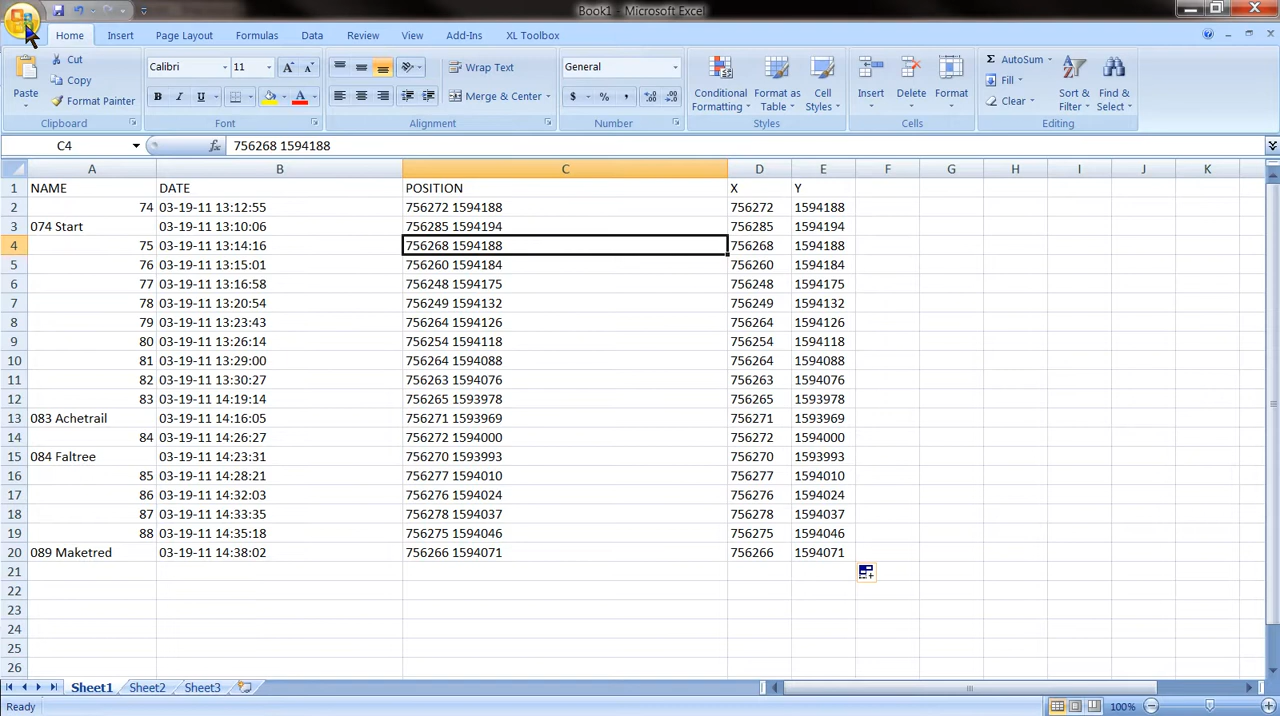 Book1 - Microsoft Excel
Home Insert Page Layout Formulas Data Review View Add-Ins XL Toolbox
Paste Cut Copy Format Painter Clipboard
Calibri 11 B I U A Font
Wrap Text Merge & Center Alignment
General $ % , Number
Conditional Formatting Format as Table Cell Styles Styles
Insert Delete Format Cells
AutoSum Fill Clear Sort & Filter Find & Select Editing
C4 fx 756268 1594188
A B C D E F G H I J K
1 NAME DATE POSITION X Y
2 74 03-19-11 13:12:55 756272 1594188 756272 1594188
3 074 Start 03-19-11 13:10:06 756285 1594194 756285 1594194
4 75 03-19-11 13:14:16 756268 1594188 756268 1594188
5 76 03-19-11 13:15:01 756260 1594184 756260 1594184
6 77 03-19-11 13:16:58 756248 1594175 756248 1594175
7 78 03-19-11 13:20:54 756249 1594132 756249 1594132
8 79 03-19-11 13:23:43 756264 1594126 756264 1594126
9 80 03-19-11 13:26:14 756254 1594118 756254 1594118
10 81 03-19-11 13:29:00 756264 1594088 756264 1594088
11 82 03-19-11 13:30:27 756263 1594076 756263 1594076
12 83 03-19-11 14:19:14 756265 1593978 756265 1593978
13 083 Achetrail 03-19-11 14:16:05 756271 1593969 756271 1593969
14 84 03-19-11 14:26:27 756272 1594000 756272 1594000
15 084 Faltree 03-19-11 14:23:31 756270 1593993 756270 1593993
16 85 03-19-11 14:28:21 756277 1594010 756277 1594010
17 86 03-19-11 14:32:03 756276 1594024 756276 1594024
18 87 03-19-11 14:33:35 756278 1594037 756278 1594037
19 88 03-19-11 14:35:18 756275 1594046 756275 1594046
20 089 Maketred 03-19-11 14:38:02 756266 1594071 756266 1594071
21
22
23
24
25
26
Sheet1 Sheet2 Sheet3
Ready 100%